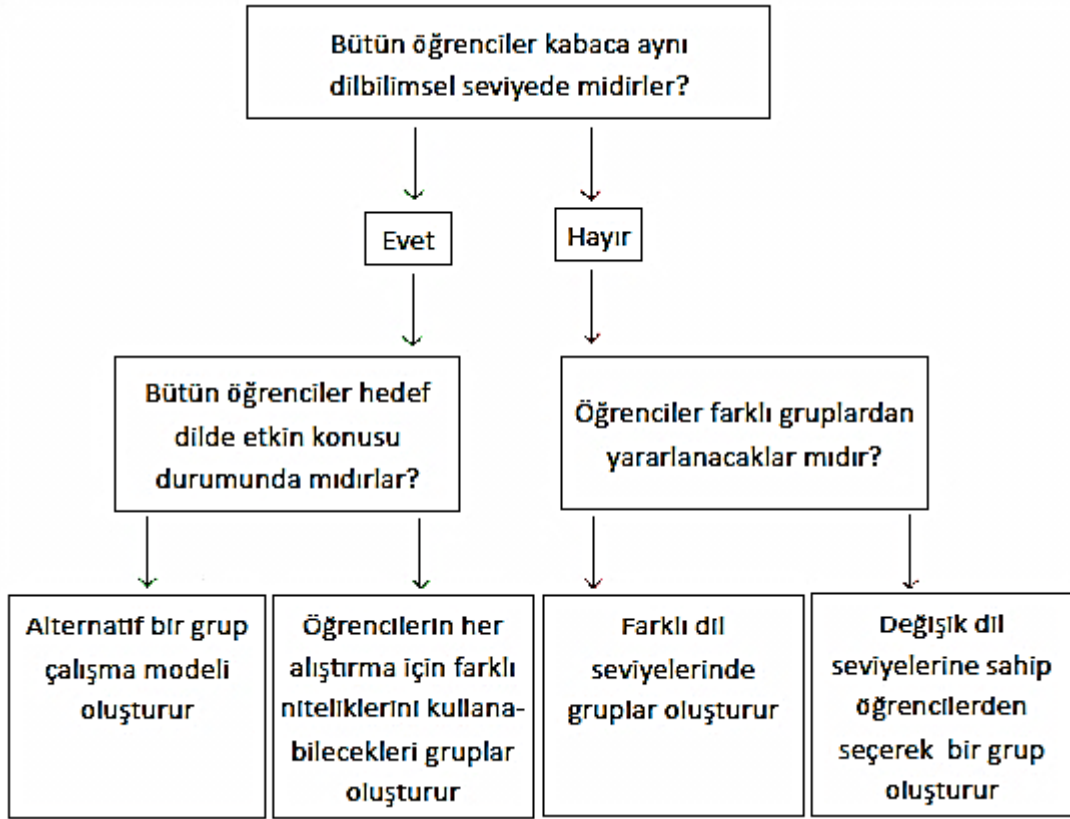 Bütün öğrenciler kabaca aynı
dilbilimsel seviyede midirler?
Evet
Hayır
Bütün öğrenciler hedef
dilde etkin konusu
durumunda mıdırlar?
Öğrenciler farklı gruplardan
yararlanacaklar mıdır?
Alternatif bir grup
çalışma modeli
oluşturur
Öğrencilerin her
alıştırma için farklı
niteliklerini kullana-
bilecekleri gruplar
oluşturur
Farklı dil
seviyelerinde
gruplar oluşturur
Değişik dil
seviyelerine sahip
öğrencilerden
seçerek bir grup
oluşturur